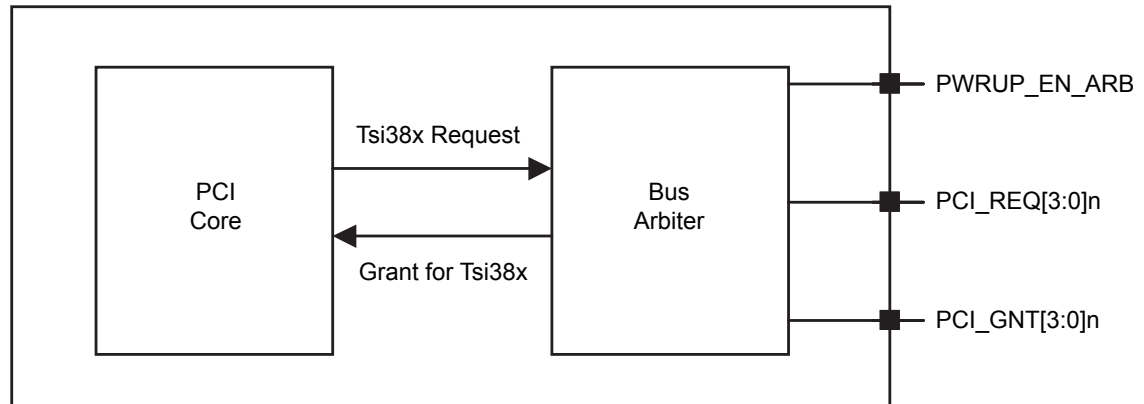 PWRUP_EN_ARB
Tsi38x Request
PCI
Core
Bus
Arbiter
PCI_REQ[3:0]n
Grant for Tsi38x
PCI_GNT[3:0]n